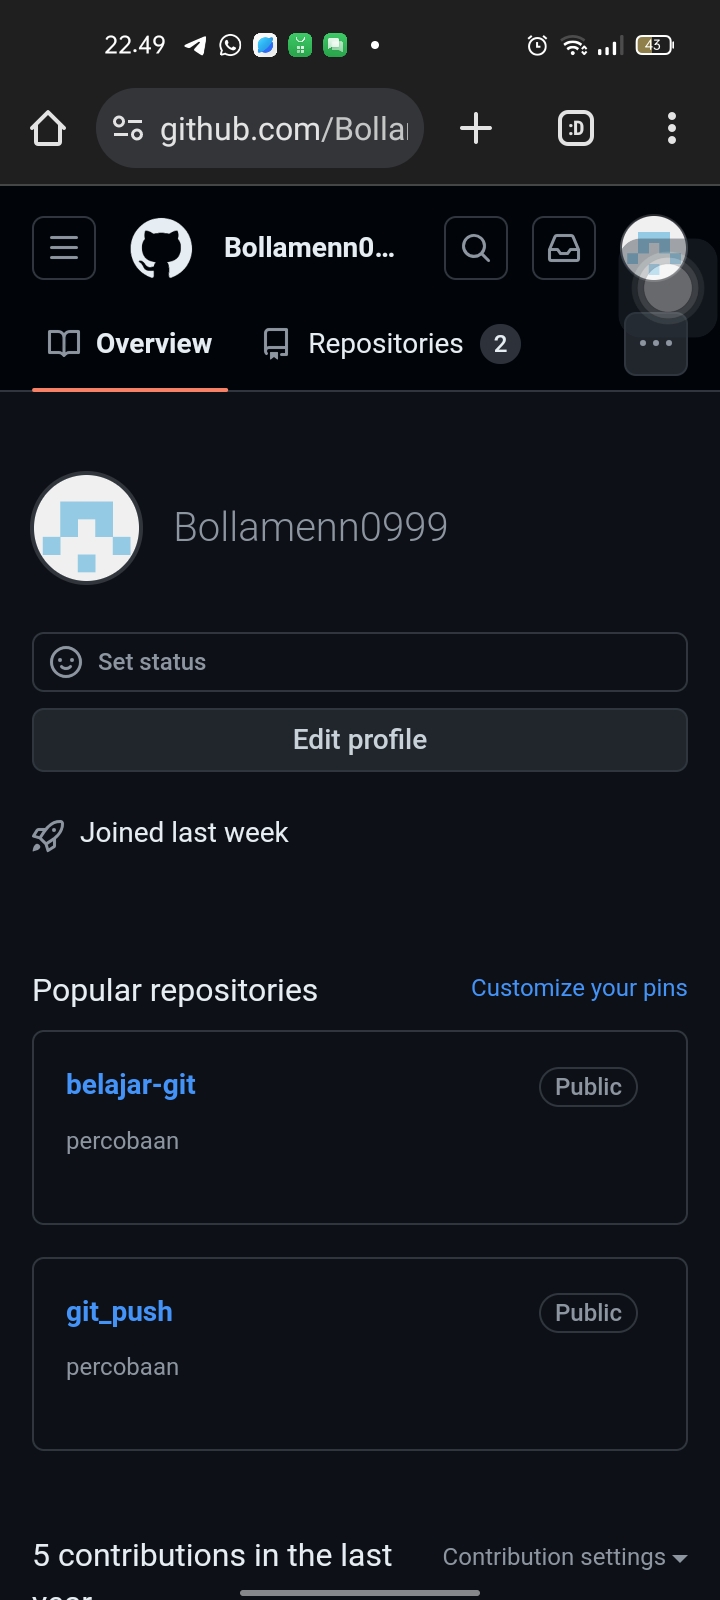 22.49
43
github.com/Bolla
:D
Bollamenn0...
Overview
Repositories 2
Bollamenn0999
Set status
Edit profile
Joined last week
Popular repositories
Customize your pins
belajar-git
Public
percobaan
git_push
Public
percobaan
5 contributions in the last
Contribution settings
year